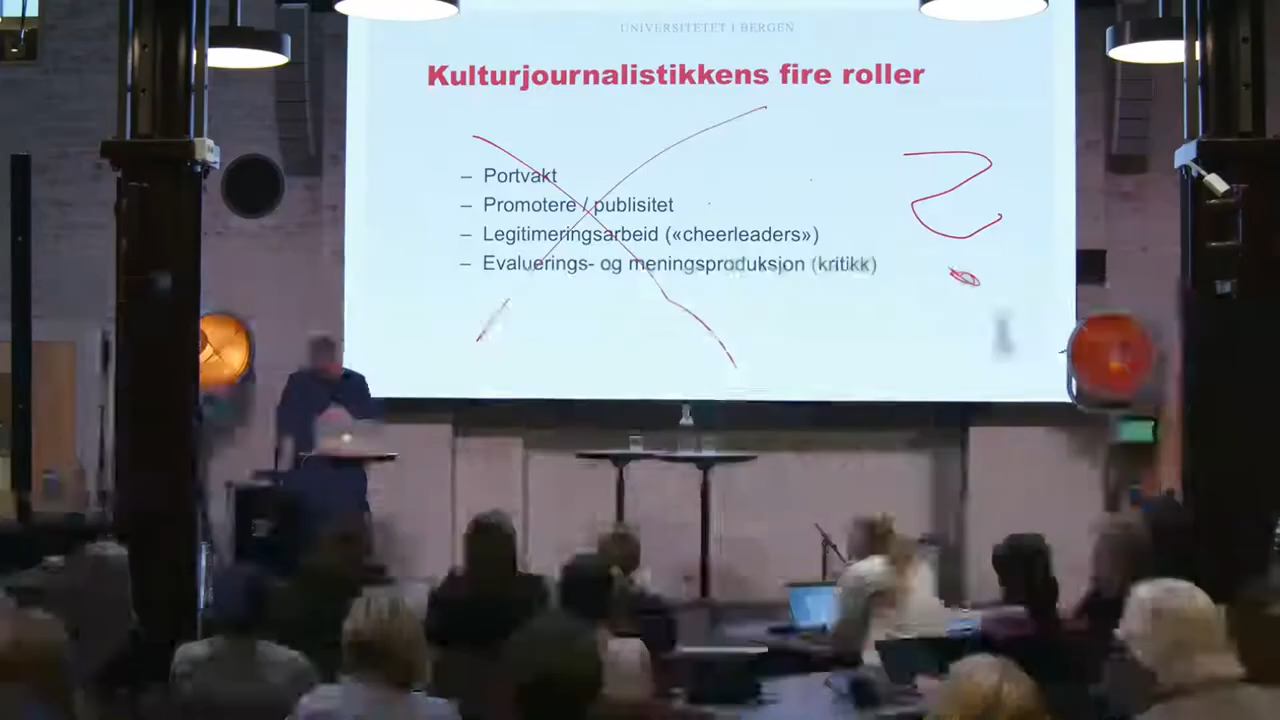 UNIVERSITETET I BERGEN
Kulturjournalistikkens fire roller
– Portvakt
– Promotere / publisitet
– Legitimeringsarbeid («cheerleaders»)
– Evaluerings- og meningsproduksjon (kritikk)
?